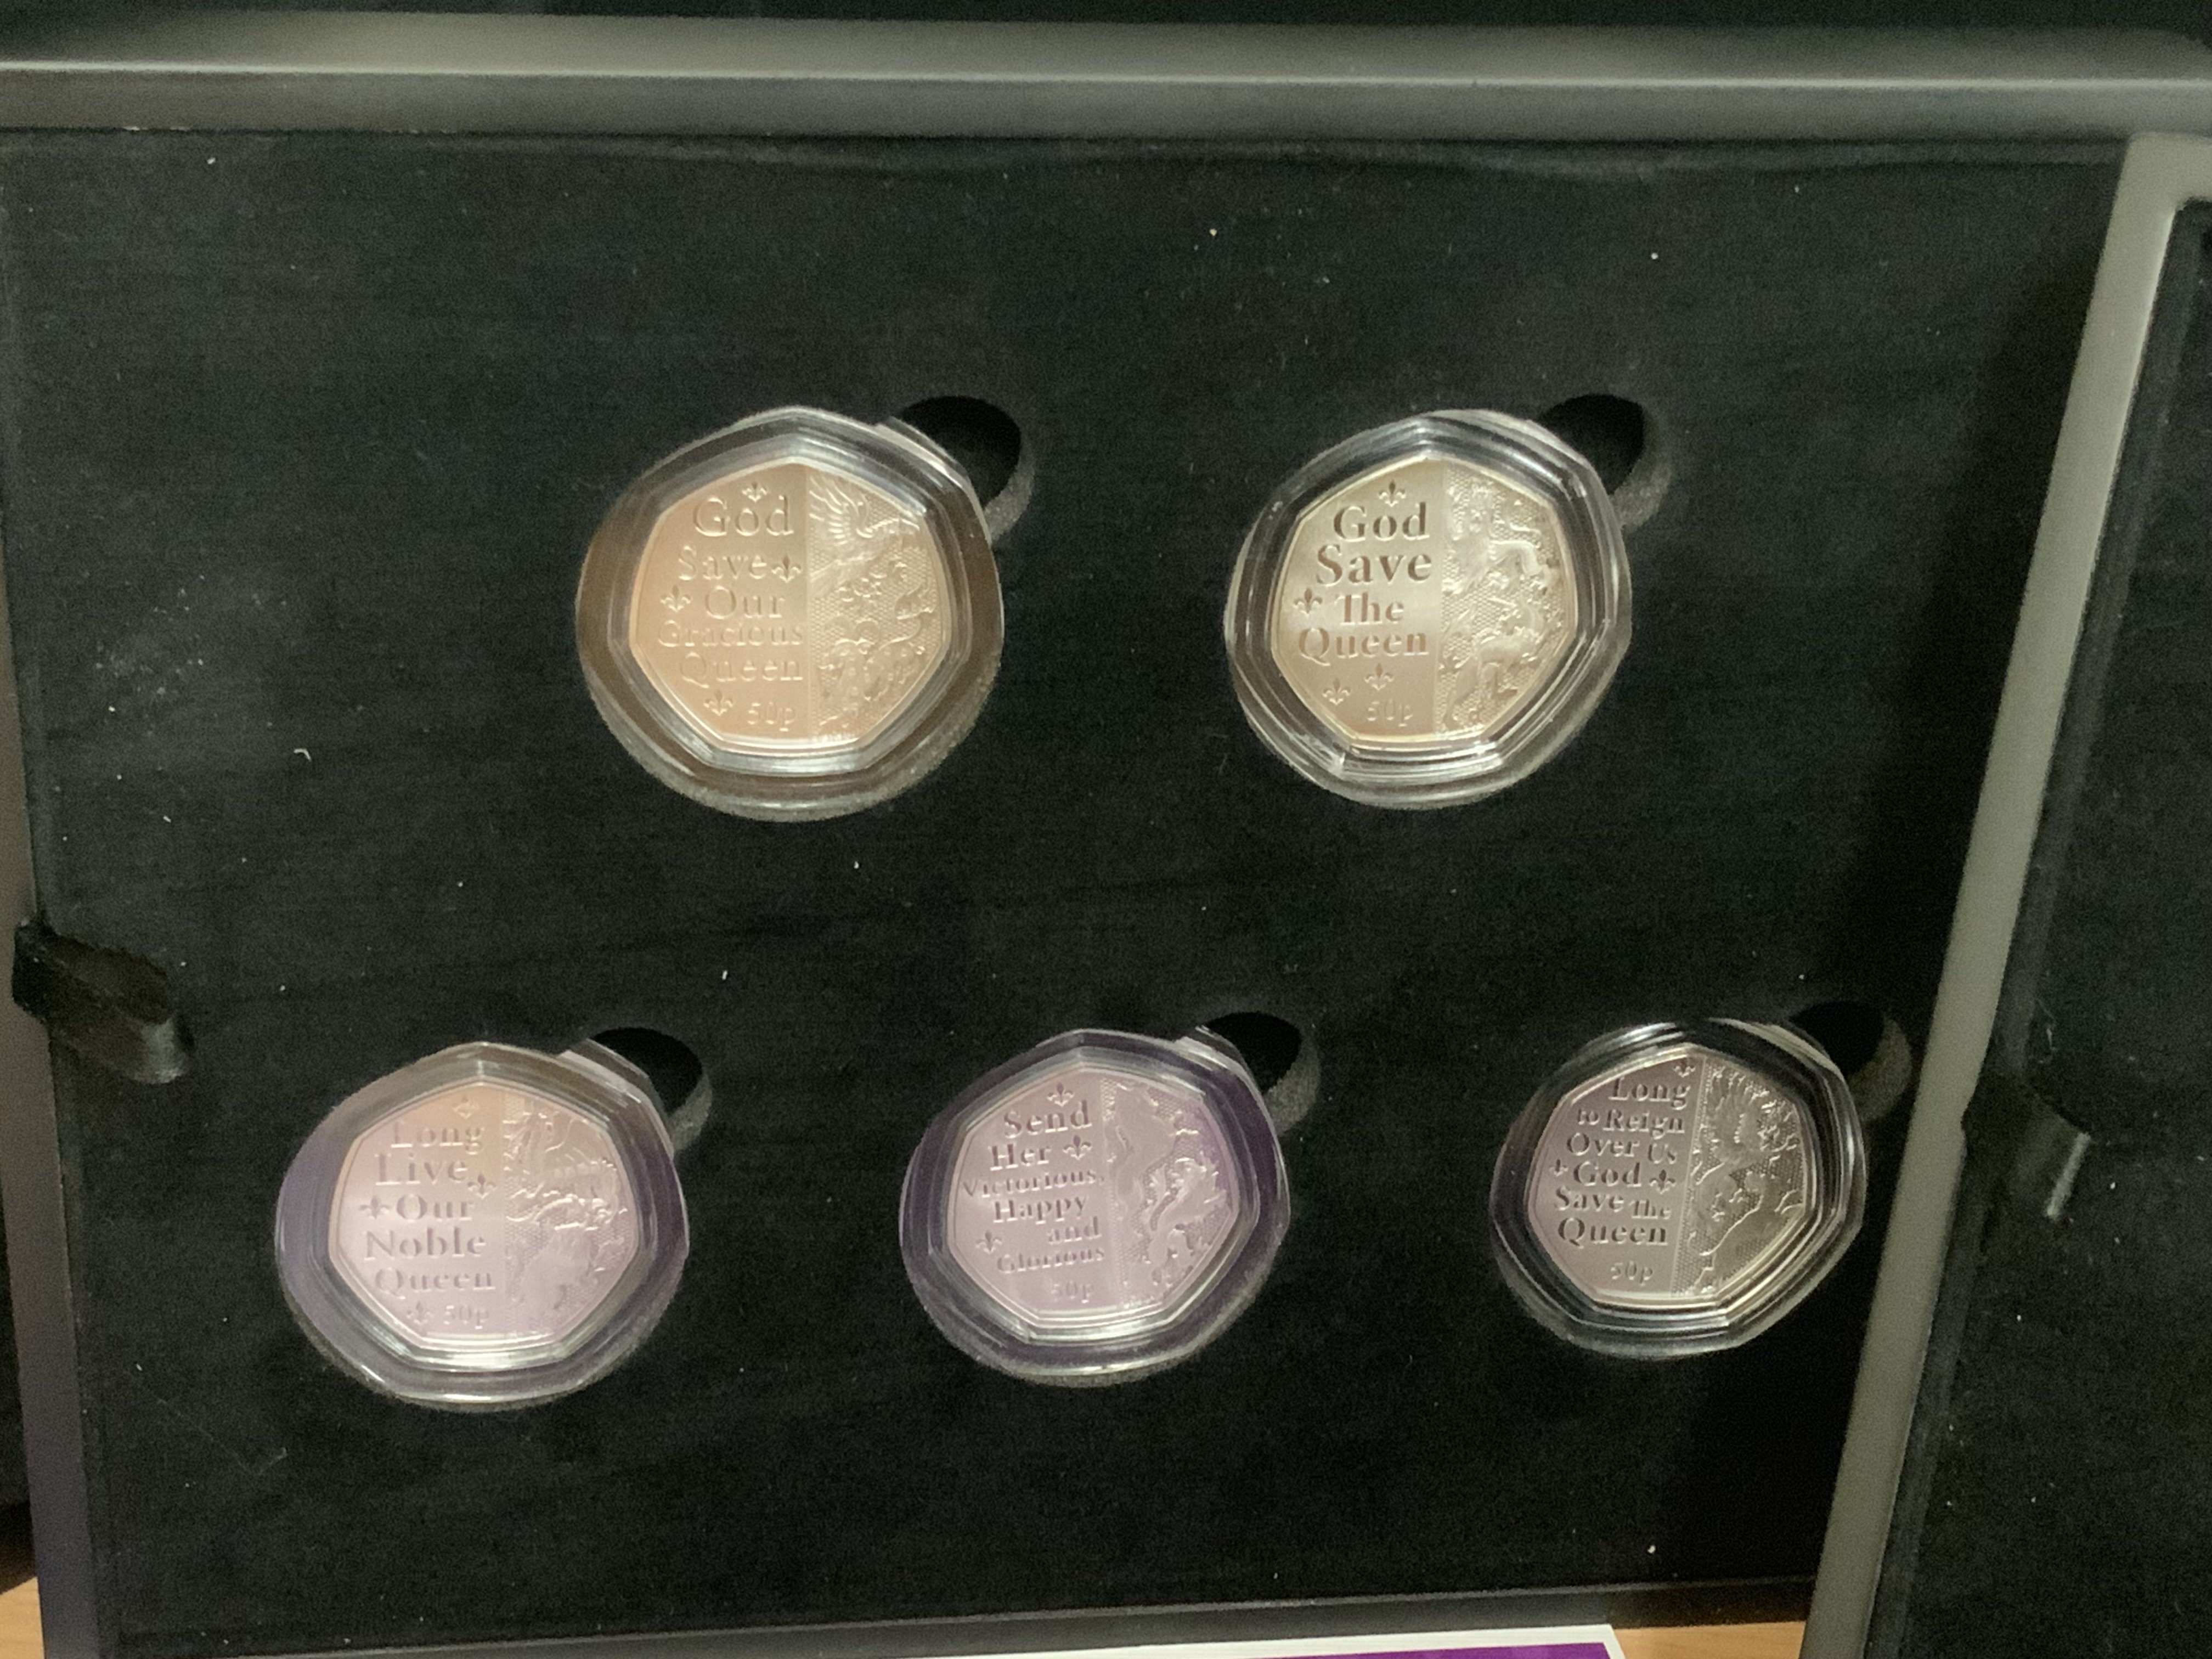 God
Save
Our
Gracious
Queen
50p
God
Save
The
Queen
50p
Long
Live
Our
Noble
Queen
50p
Send
Her
Victorious,
Happy
and
Glorious
50p
Long
to Reign
Over Us
God
Save The
Queen
50p